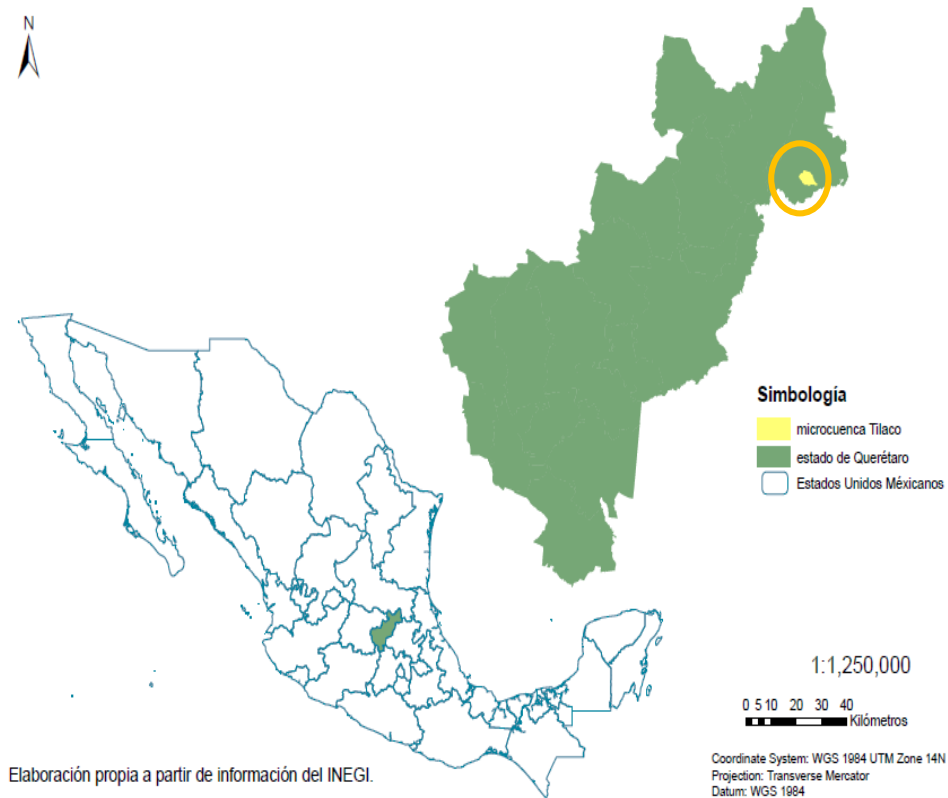 N
Simbología
microcuenca Tilaco
estado de Querétaro
Estados Unidos Méxicanos
1:1,250,000
0 5 10 20 30 40
Kilómetros
Elaboración propia a partir de información del INEGI.
Coordinate System: WGS 1984 UTM Zone 14N
Projection: Transverse Mercator
Datum: WGS 1984